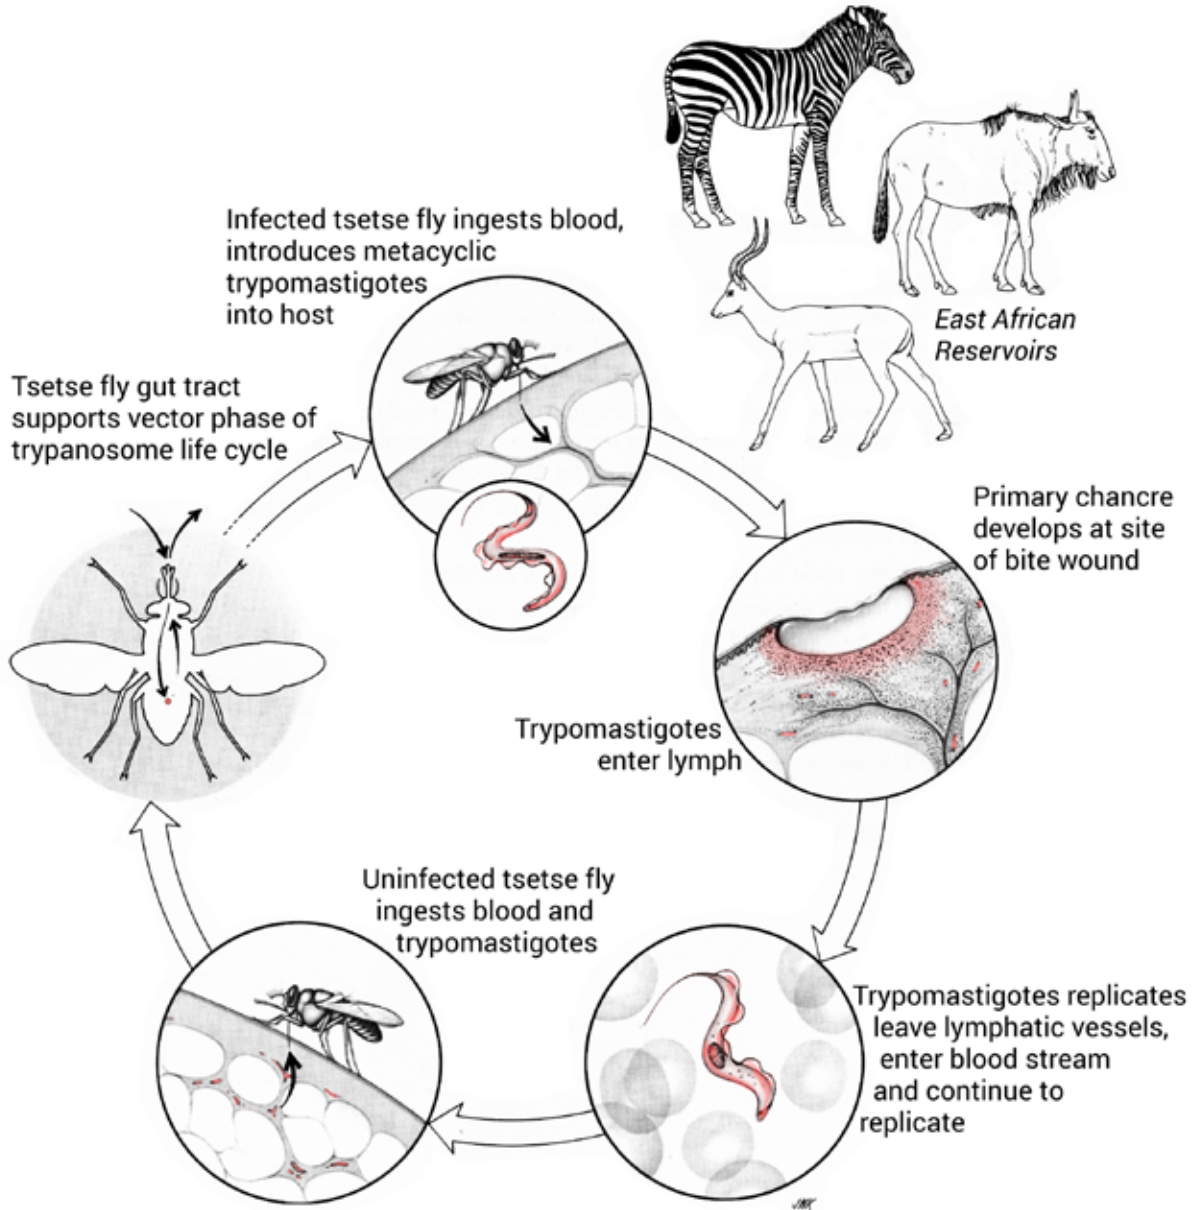 Infected tsetse fly ingests blood,
introduces metacyclic
trypomastigotes
into host
East African
Reservoirs
Tsetse fly gut tract
supports vector phase of
trypanosome life cycle
Primary chancre
develops at site
of bite wound
Trypomastigotes
enter lymph
Uninfected tsetse fly
ingests blood and
trypomastigotes
Trypomastigotes replicates
leave lymphatic vessels,
enter blood stream
and continue to
replicate